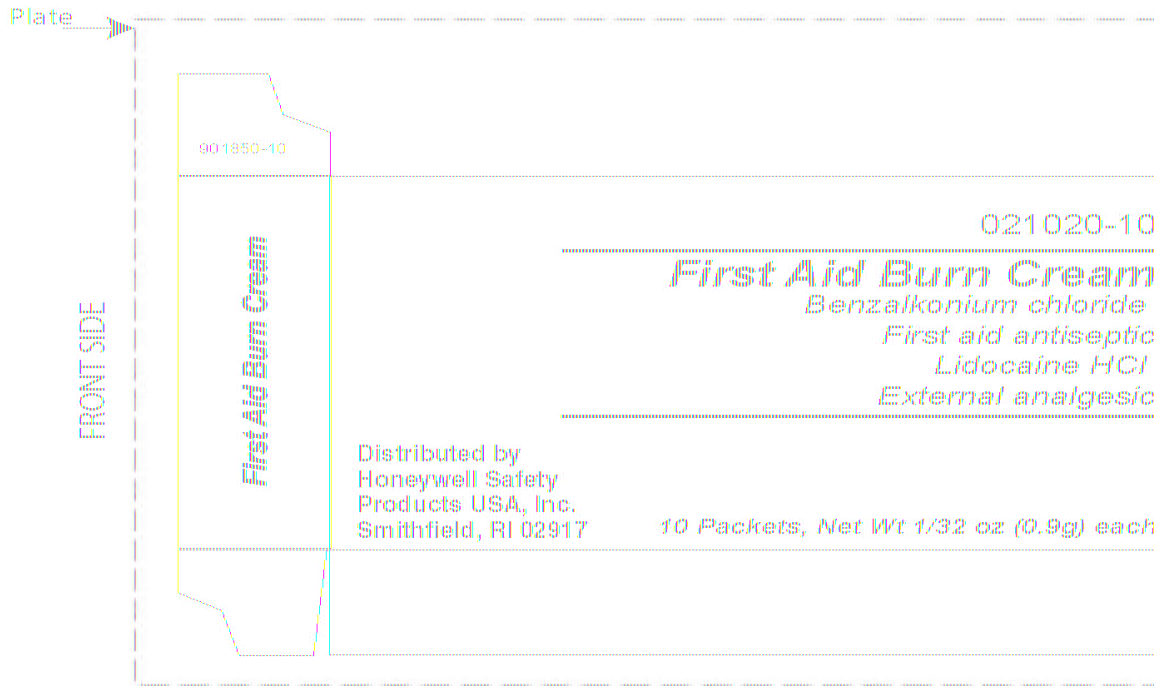 Plate
901850-10
FRONT SIDE
First Aid Burn Cream
021020-10
First Aid Burn Cream
Benzalkonium chloride
First aid antiseptic
Lidocaine HCl
External analgesic
Distributed by
Honeywell Safety
Products USA, Inc.
Smithfield, RI 02917
10 Packets, Net Wt 1/32 oz (0.9g) each